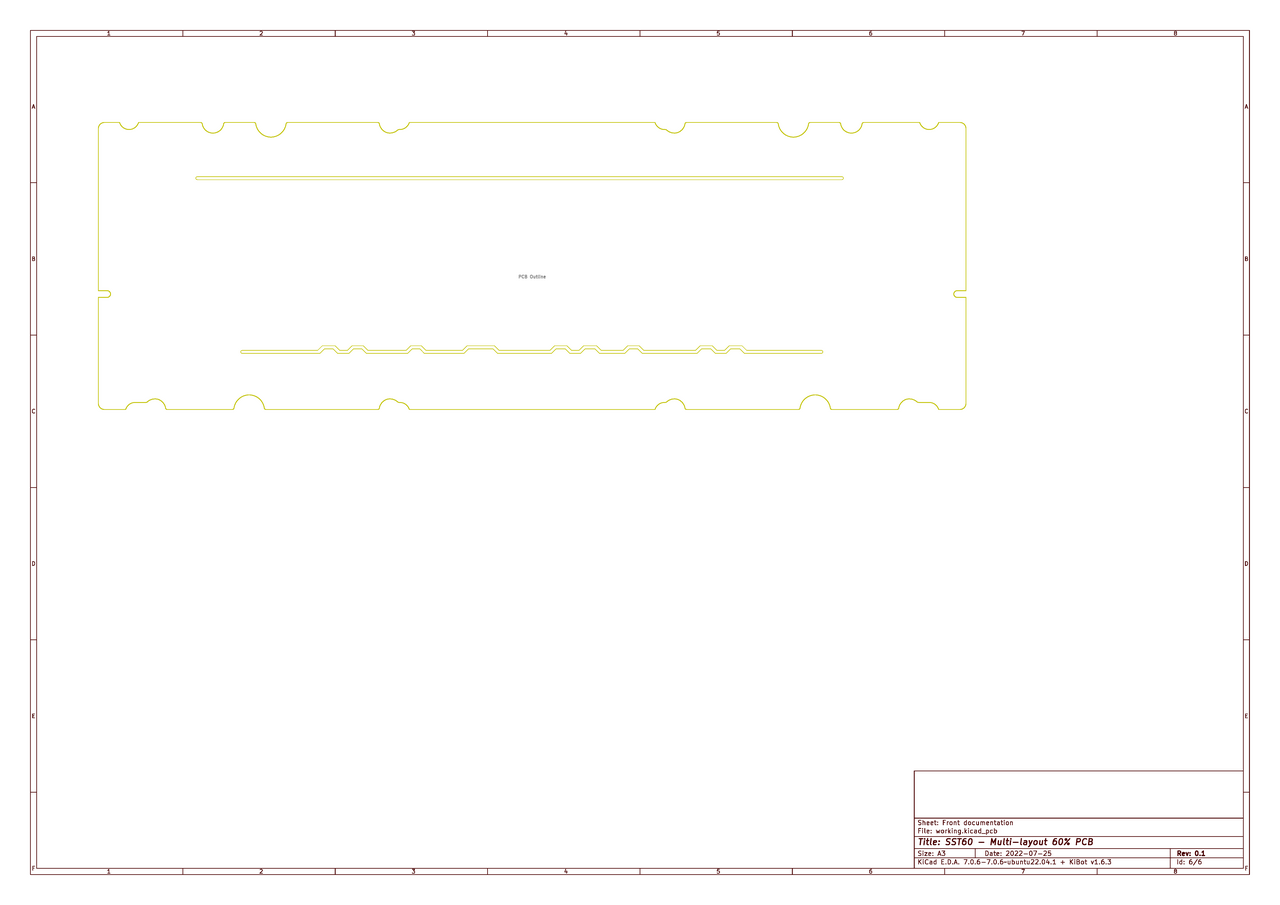 1 2 3 4 5 6 7 8
A A
B B
PCB Outline
C C
D D
E E
Sheet: Front documentation
File: working.kicad_pcb
Title: SST60 – Multi-layout 60% PCB
Size: A3 Date: 2022-07-25 Rev: 0.1
KiCad E.D.A. 7.0.6-7.0.6~ubuntu22.04.1 + KiBot v1.6.3 Id: 6/6
F F
1 2 3 4 5 6 7 8